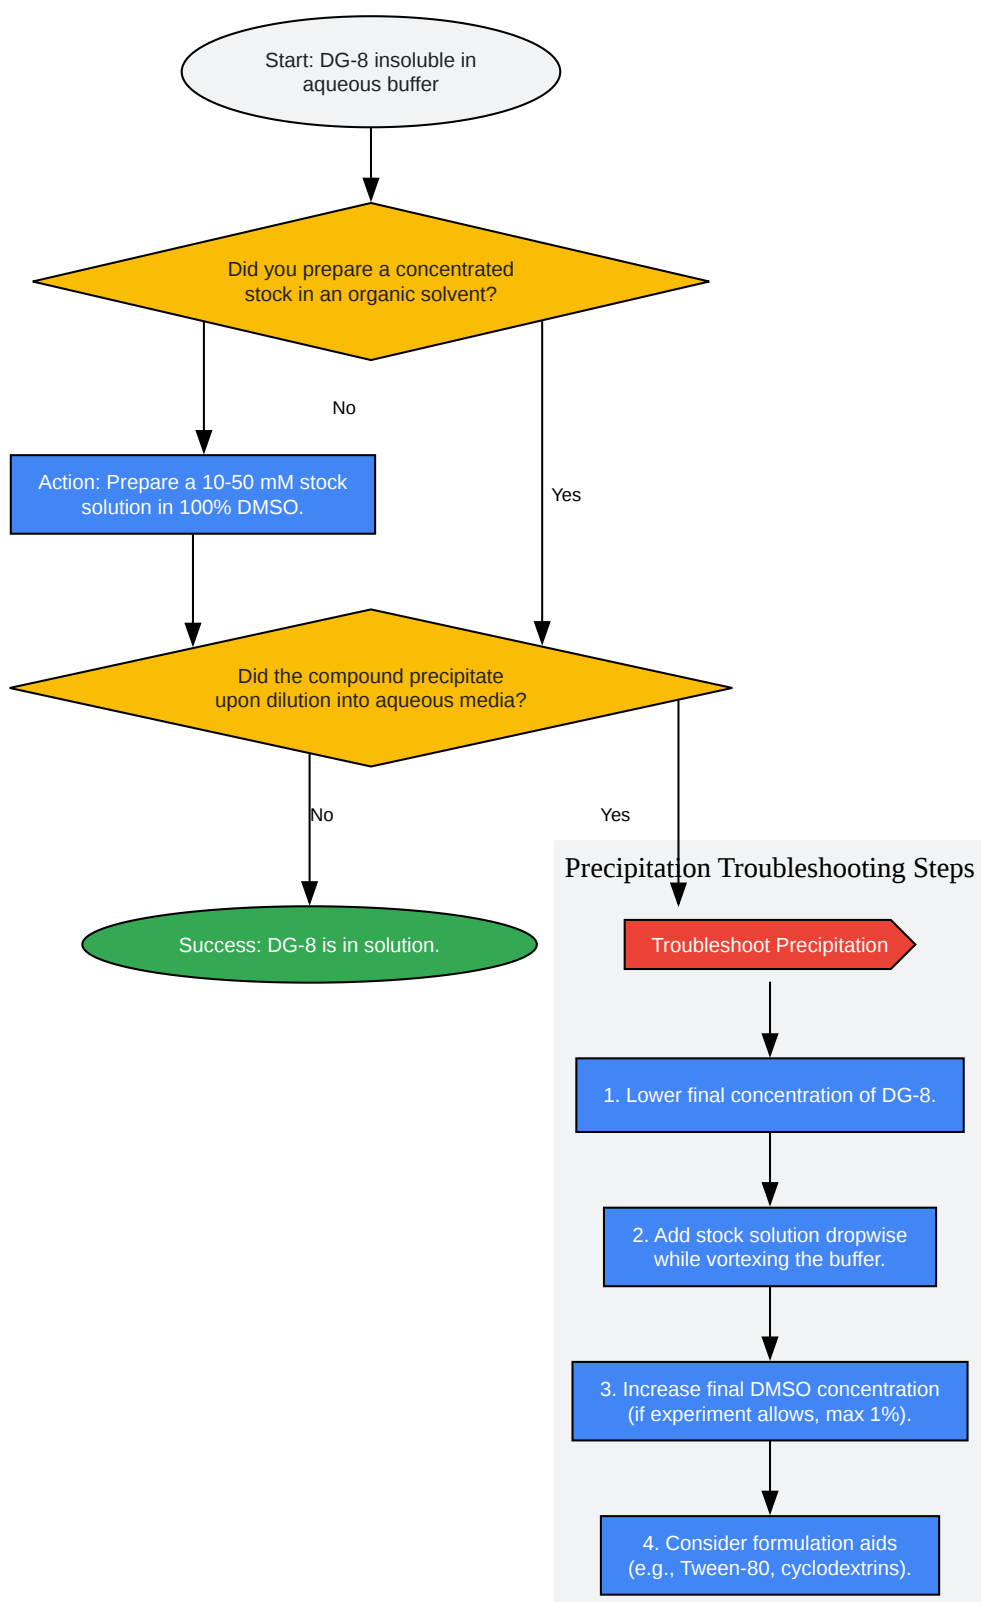 Start: DG-8 insoluble in
aqueous buffer
Did you prepare a concentrated
stock in an organic solvent?
No
Action: Prepare a 10-50 mM stock
solution in 100% DMSO.
Yes
Did the compound precipitate
upon dilution into aqueous media?
No
Yes
Success: DG-8 is in solution.
Precipitation Troubleshooting Steps
Troubleshoot Precipitation
1. Lower final concentration of DG-8.
2. Add stock solution dropwise
while vortexing the buffer.
3. Increase final DMSO concentration
(if experiment allows, max 1%).
4. Consider formulation aids
(e.g., Tween-80, cyclodextrins).